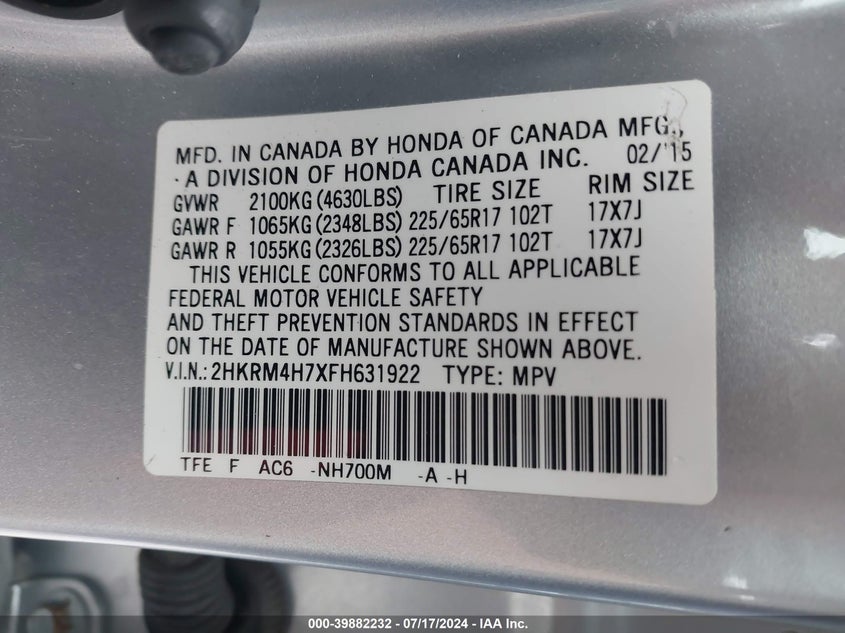 MFD. IN CANADA BY HONDA OF CANADA MFG.,
· A DIVISION OF HONDA CANADA INC. 02/'15
GVWR 2100KG(4630LBS) TIRE SIZE RIM SIZE
GAWR F 1065KG(2348LBS) 225/65R17 102T 17X7J
GAWR R 1055KG(2326LBS) 225/65R17 102T 17X7J
THIS VEHICLE CONFORMS TO ALL APPLICABLE
FEDERAL MOTOR VEHICLE SAFETY
AND THEFT PREVENTION STANDARDS IN EFFECT
ON THE DATE OF MANUFACTURE SHOWN ABOVE.
V.I.N.:2HKRM4H7XFH631922 TYPE: MPV
TFE F AC6 -NH700M -A -H
000-39882232 - 07/17/2024 - IAA Inc.